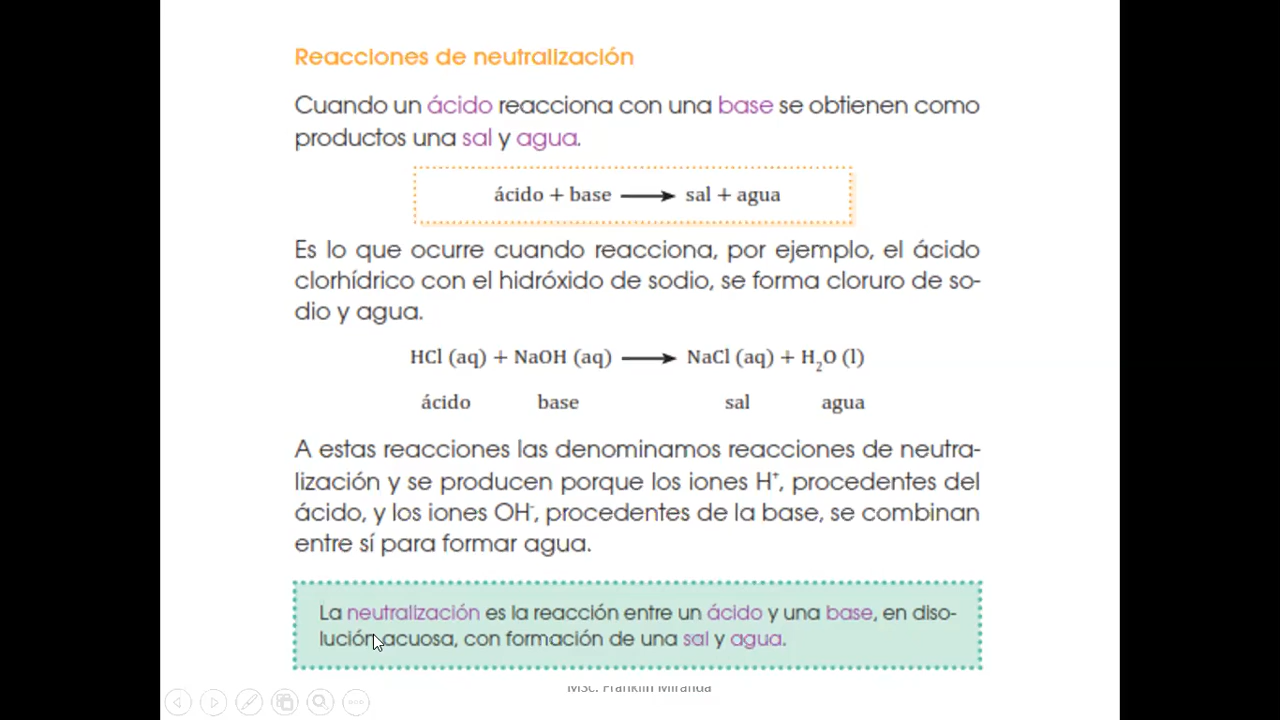 Reacciones de neutralización
Cuando un ácido reacciona con una base se obtienen como
productos una sal y agua.
ácido + base ⟶ sal + agua
Es lo que ocurre cuando reacciona, por ejemplo, el ácido
clorhídrico con el hidróxido de sodio, se forma cloruro de so-
dio y agua.
HCl (aq) + NaOH (aq) ⟶ NaCl (aq) + H₂O (l)
ácido base sal agua
A estas reacciones las denominamos reacciones de neutra-
lización y se producen porque los iones H⁺, procedentes del
ácido, y los iones OH⁻, procedentes de la base, se combinan
entre sí para formar agua.
La neutralización es la reacción entre un ácido y una base, en diso-
lución acuosa, con formación de una sal y agua.
MSc. Franklin Miranda